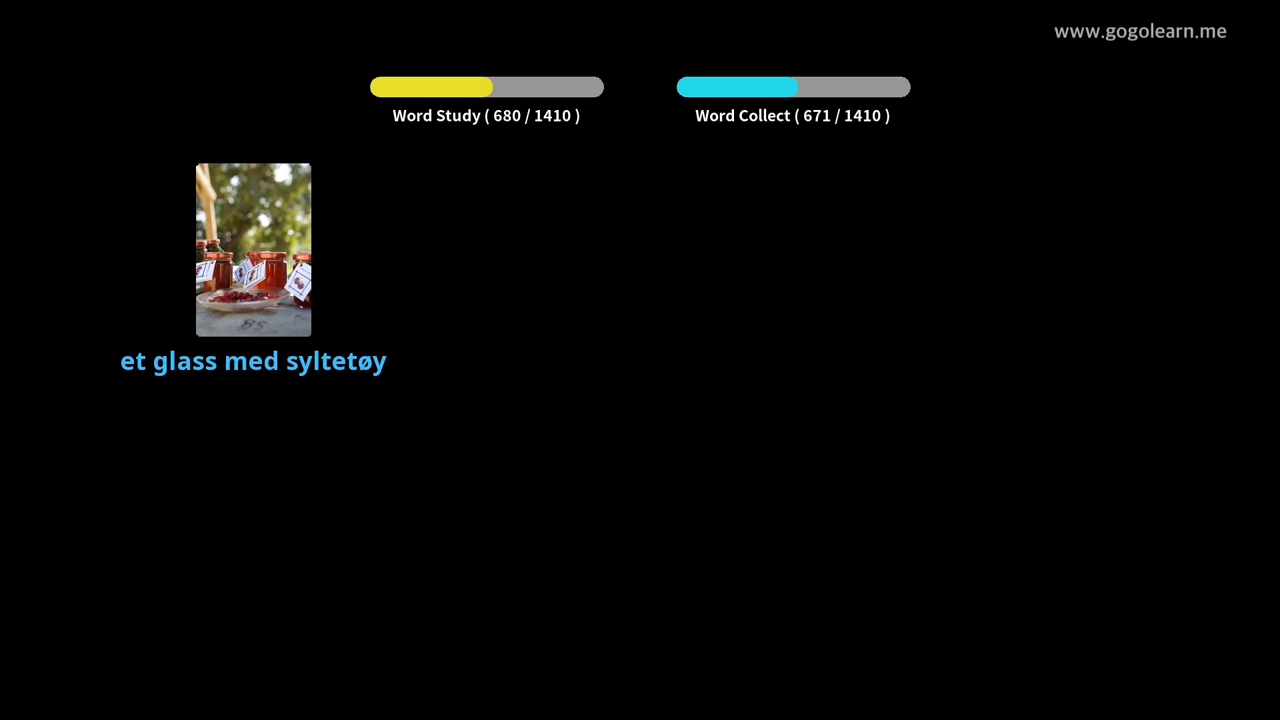 www.gogolearn.me
Word Study ( 680 / 1410 )
Word Collect ( 671 / 1410 )
et glass med syltetøy